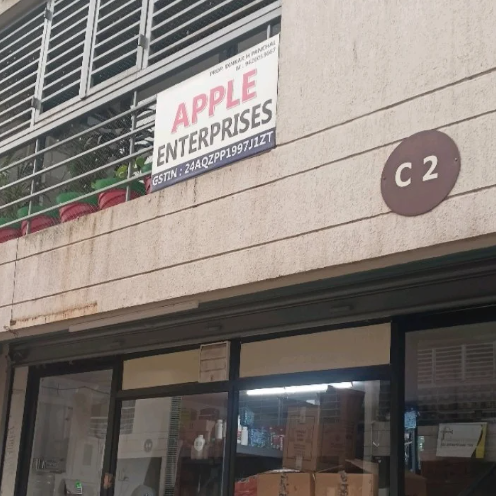 APPLE
ENTERPRISES
GSTIN : 24AQZPP1997J1ZT
C 2